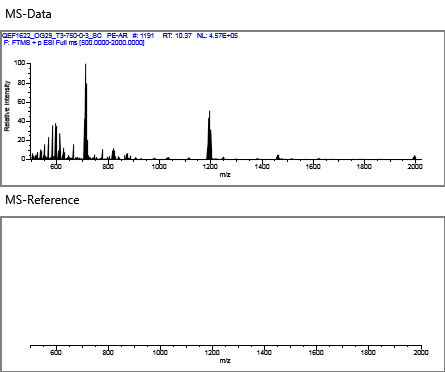 MS-Data
QEF1622_OG29_T3-750-0-3_8C PE-AR #: 1191 RT: 10.37 NL: 4.57E+05
F: FTMS + p ESI Full ms [500.0000-2000.0000]
100
80
60
40
20
0
Relative Intensity
600 800 1000 1200 1400 1600 1800 2000
m/z
MS-Reference
600 800 1000 1200 1400 1600 1800 2000
m/z